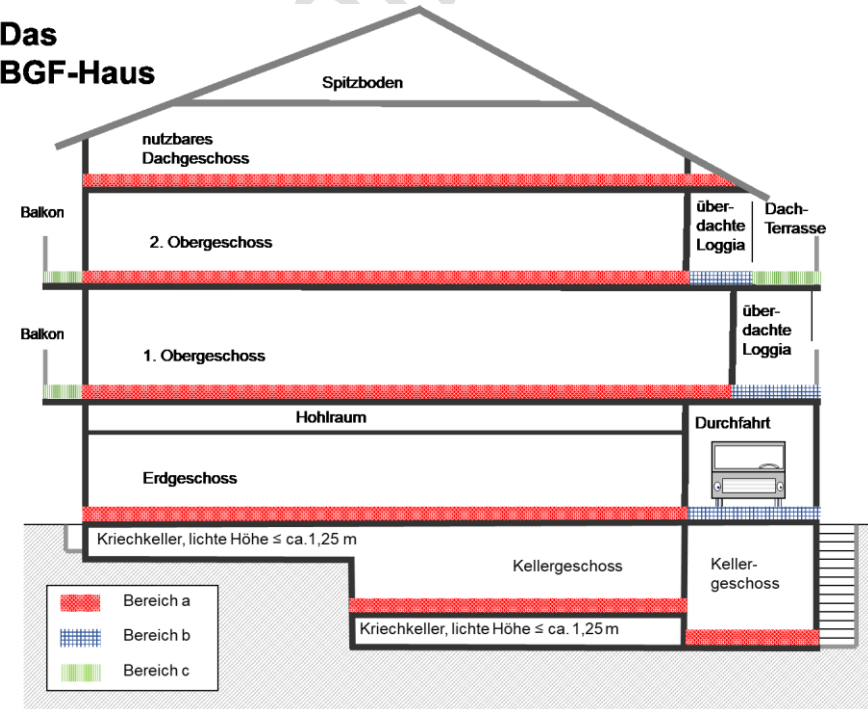 Das
BGF-Haus
Spitzboden
nutzbares
Dachgeschoss
Balkon
2. Obergeschoss
über-
dachte
Loggia
Dach-
Terrasse
Balkon
1. Obergeschoss
über-
dachte
Loggia
Hohlraum
Durchfahrt
Erdgeschoss
Kriechkeller, lichte Höhe ≤ ca.1,25 m
Kellergeschoss
Keller-
geschoss
Kriechkeller, lichte Höhe ≤ ca. 1,25 m
Bereich a
Bereich b
Bereich c